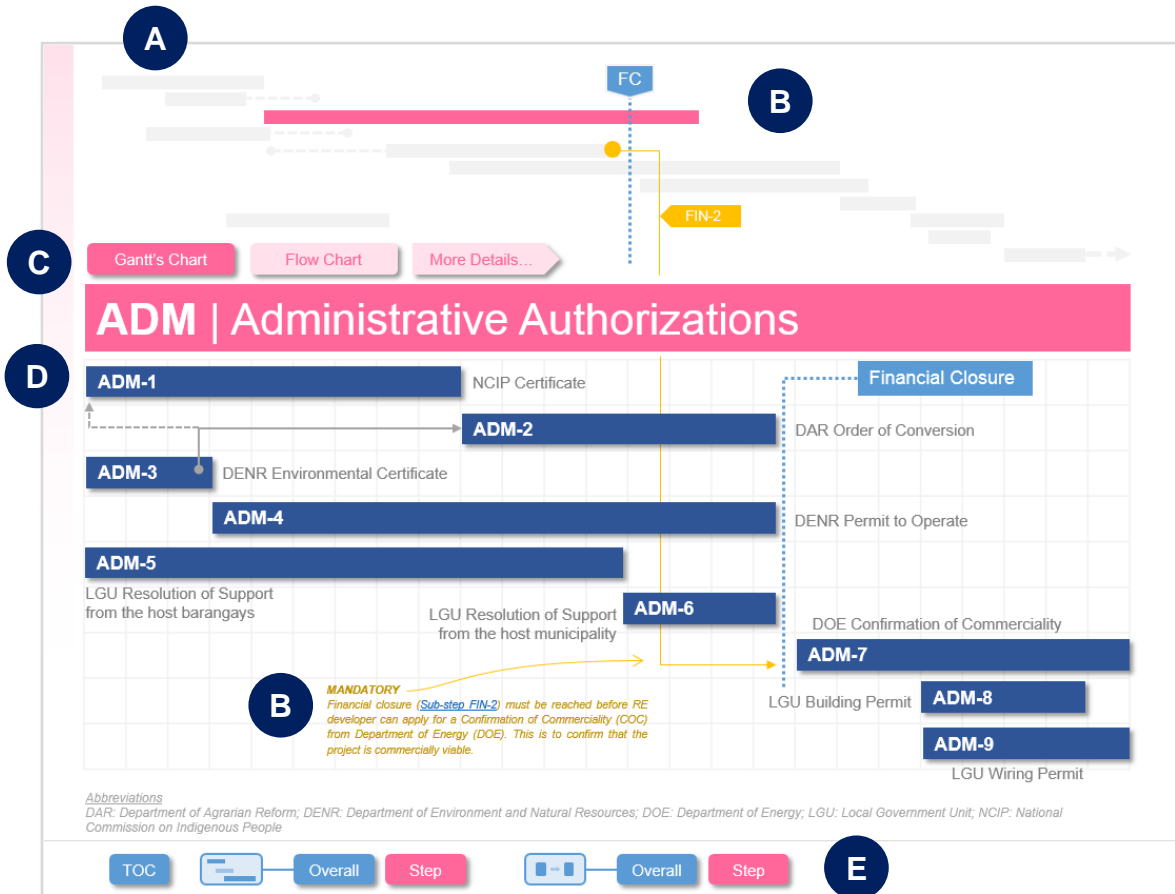 A
FC
B
FIN-2
C
Gantt's Chart
Flow Chart
More Details...
ADM | Administrative Authorizations
D
ADM-1
NCIP Certificate
Financial Closure
ADM-2
DAR Order of Conversion
ADM-3
DENR Environmental Certificate
ADM-4
DENR Permit to Operate
ADM-5
LGU Resolution of Support
from the host barangays
LGU Resolution of Support
from the host municipality
ADM-6
DOE Confirmation of Commerciality
ADM-7
B
MANDATORY
Financial closure (Sub-step FIN-2) must be reached before RE
developer can apply for a Confirmation of Commerciality (COC)
from Department of Energy (DOE). This is to confirm that the
project is commercially viable.
LGU Building Permit
ADM-8
ADM-9
LGU Wiring Permit
Abbreviations
DAR: Department of Agrarian Reform; DENR: Department of Environment and Natural Resources; DOE: Department of Energy; LGU: Local Government Unit; NCIP: National
Commission on Indigenous People
TOC
Overall
Step
Overall
Step
E